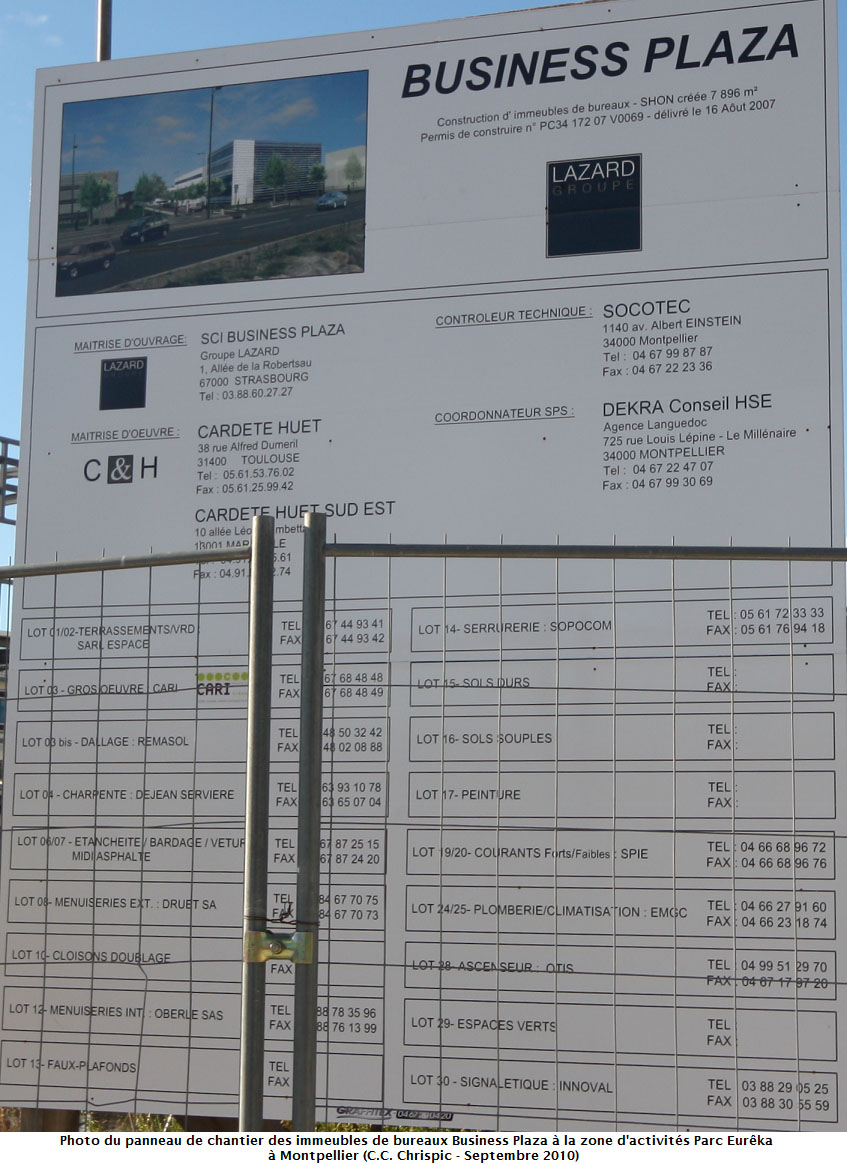 BUSINESS PLAZA
Construction d' immeubles de bureaux - SHON créée 7 896 m²
Permis de construire n° PC34 172 07 V0069 - délivré le 16 Aôut 2007
LAZARD
GROUPE
MAITRISE D'OUVRAGE:
LAZARD
GROUPE
SCI BUSINESS PLAZA
Groupe LAZARD
1, Allée de la Robertsau
67000 STRASBOURG
Tel : 03.88.60.27.27
MAITRISE D'OEUVRE :
C & H
CARDETE HUET
38 rue Alfred Dumeril
31400 TOULOUSE
Tel : 05.61.53.76.02
Fax : 05.61.25.99.42
CARDETE HUET SUD EST
10 allée
13001
Fax : 04.91.
CONTROLEUR TECHNIQUE :
SOCOTEC
1140 av. Albert EINSTEIN
34000 Montpellier
Tel : 04 67 99 87 87
Fax : 04 67 22 23 36
COORDONNATEUR SPS :
DEKRA Conseil HSE
Agence Languedoc
725 rue Louis Lépine - Le Millénaire
34000 MONTPELLIER
Tel : 04 67 22 47 07
Fax : 04 67 99 30 69
LOT 01/02-TERRASSEMENTS/VRD :
SARL ESPACE
TEL 67 44 93 41
FAX 67 44 93 42
LOT 03 - GROS OEUVRE : CARI
CARI
TEL 67 68 48 48
FAX 67 68 48 49
LOT 03 bis - DALLAGE : REMASOL
TEL 48 50 32 42
FAX 48 02 08 88
LOT 04 - CHARPENTE : DEJEAN SERVIERE
TEL 63 93 10 78
FAX 63 65 07 04
LOT 06/07 - ETANCHEITE / BARDAGE / VETUR
MIDI ASPHALTE
TEL 67 87 25 15
FAX 67 87 24 20
LOT 08- MENUISERIES EXT. : DRUET SA
TEL 84 67 70 75
FAX 84 67 70 73
LOT 10- CLOISONS DOUBLAGE
FAX
LOT 12- MENUISERIES INT. : OBERLE SAS
TEL 88 78 35 96
FAX 88 76 13 99
LOT 13- FAUX-PLAFONDS
TEL
FAX
LOT 14- SERRURERIE : SOPOCOM
TEL : 05 61 72 33 33
FAX : 05 61 76 94 18
LOT 15- SOLS DURS
TEL :
FAX :
LOT 16- SOLS SOUPLES
TEL :
FAX :
LOT 17- PEINTURE
TEL :
FAX :
LOT 19/20- COURANTS Forts/Faibles : SPIE
TEL : 04 66 68 96 72
FAX : 04 66 68 96 76
LOT 24/25- PLOMBERIE/CLIMATISATION : EMGC
TEL : 04 66 27 91 60
FAX : 04 66 23 18 74
LOT 28- ASCENSEUR : OTIS
TEL : 04 99 51 29 70
FAX : 04 67 17 97 20
LOT 29- ESPACES VERTS
TEL :
FAX :
LOT 30 - SIGNALETIQUE : INNOVAL
TEL : 03 88 29 05 25
FAX : 03 88 30 55 59
Photo du panneau de chantier des immeubles de bureaux Business Plaza à la zone d'activités Parc Eurêka
à Montpellier (C.C. Chrispic - Septembre 2010)